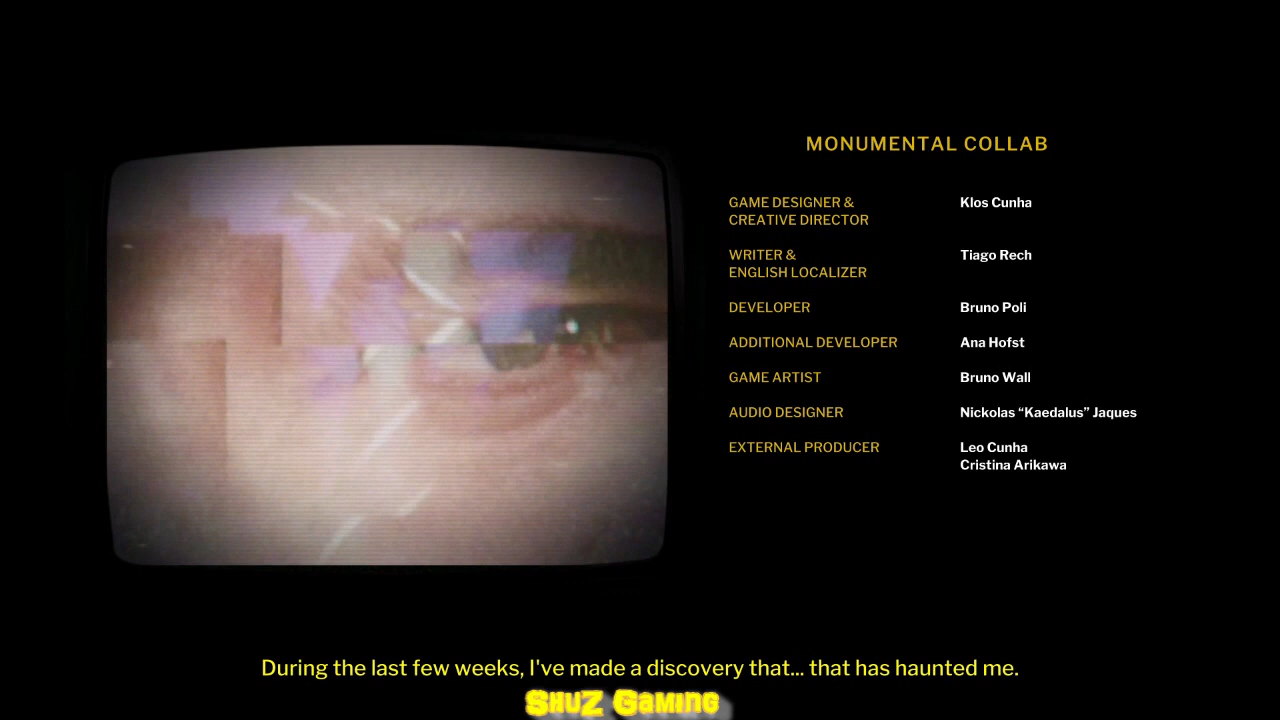 MONUMENTAL COLLAB
GAME DESIGNER & Klos Cunha
CREATIVE DIRECTOR
WRITER & Tiago Rech
ENGLISH LOCALIZER
DEVELOPER Bruno Poli
ADDITIONAL DEVELOPER Ana Hofst
GAME ARTIST Bruno Wall
AUDIO DESIGNER Nickolas “Kaedalus” Jaques
EXTERNAL PRODUCER Leo Cunha
Cristina Arikawa
During the last few weeks, I've made a discovery that... that has haunted me.
ShuZ Gaming